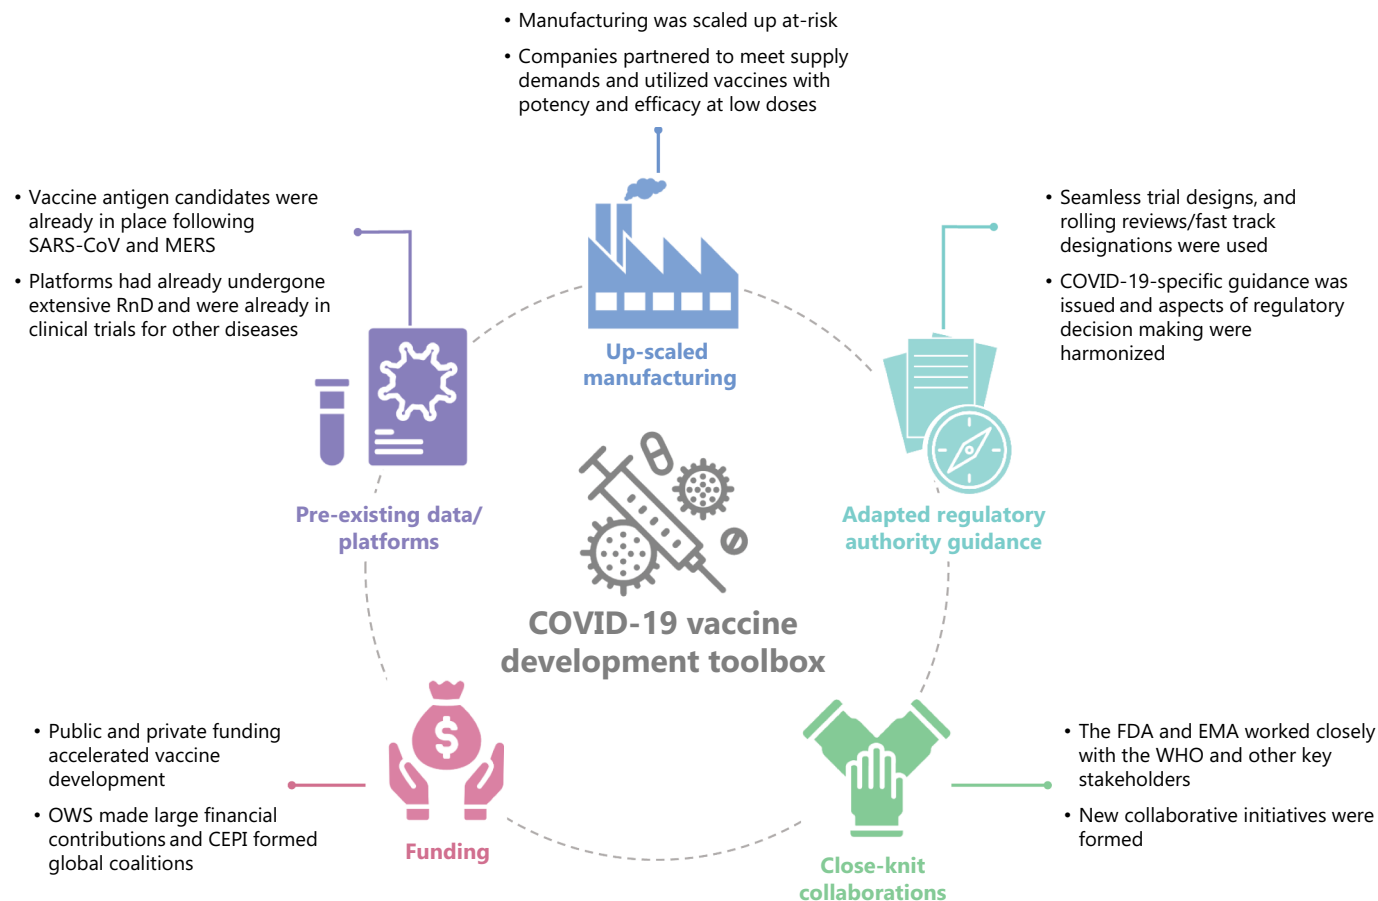 • Manufacturing was scaled up at-risk
• Companies partnered to meet supply
demands and utilized vaccines with
potency and efficacy at low doses
• Vaccine antigen candidates were
already in place following
SARS-CoV and MERS
• Platforms had already undergone
extensive RnD and were already in
clinical trials for other diseases
• Seamless trial designs, and
rolling reviews/fast track
designations were used
• COVID-19-specific guidance was
issued and aspects of regulatory
decision making were
harmonized
Up-scaled
manufacturing
Pre-existing data/
platforms
Adapted regulatory
authority guidance
COVID-19 vaccine
development toolbox
• Public and private funding
accelerated vaccine
development
• OWS made large financial
contributions and CEPI formed
global coalitions
$
Funding
• The FDA and EMA worked closely
with the WHO and other key
stakeholders
• New collaborative initiatives were
formed
Close-knit
collaborations